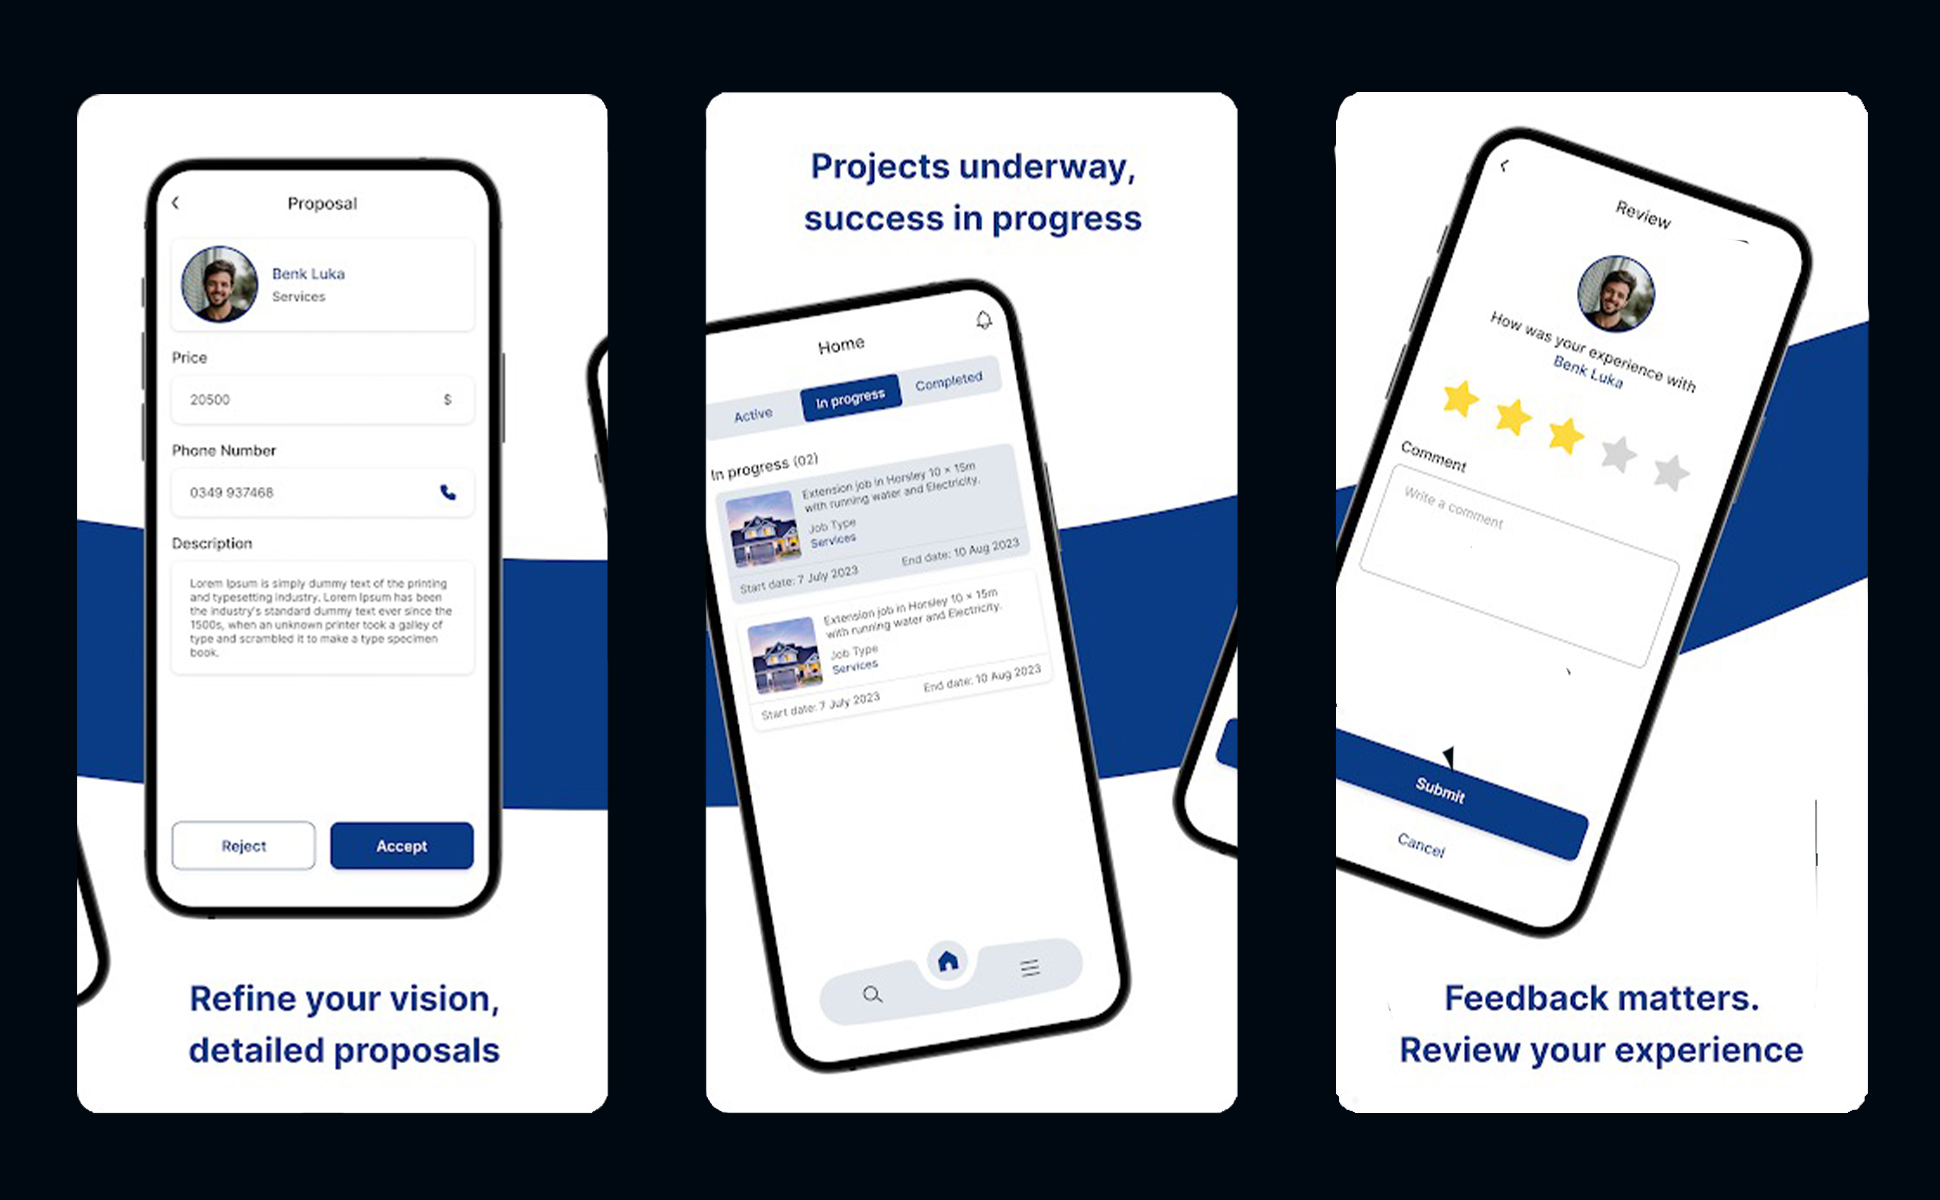 Proposal
Benk Luka
Services
Price
20500 $
Phone Number
0349 937468
Description
Lorem Ipsum is simply dummy text of the printing
and typesetting industry. Lorem Ipsum has been
the industry's standard dummy text ever since the
1500s, when an unknown printer took a galley of
type and scrambled it to make a type specimen
book.
Reject
Accept
Refine your vision,
detailed proposals
Projects underway,
success in progress
Home
Active
In progress
Completed
In progress (02)
Extension job in Horsley 10 × 15m
with running water and Electricity.
Job Type
Services
Start date: 7 July 2023
End date: 10 Aug 2023
Extension job in Horsley 10 × 15m
with running water and Electricity.
Job Type
Services
Start date: 7 July 2023
End date: 10 Aug 2023
Review
How was your experience with
Benk Luka
Comment
Write a comment
Submit
Cancel
Feedback matters.
Review your experience